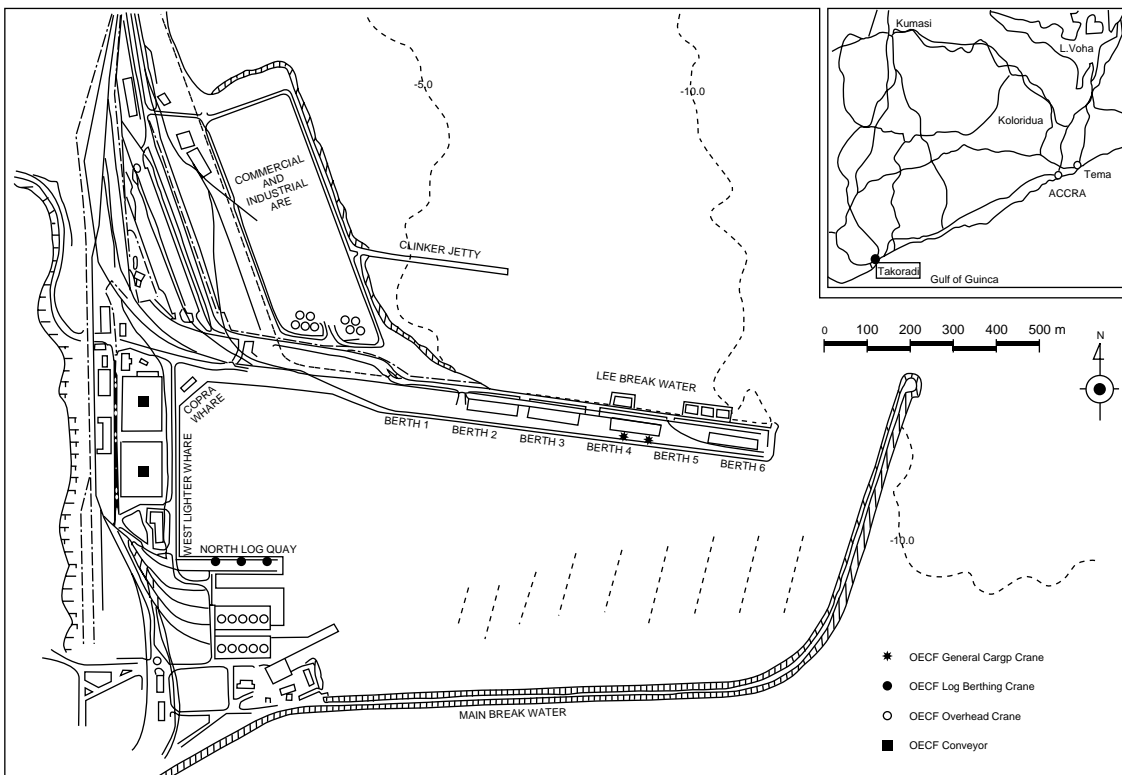 -5.0
-10.0
COMMERCIAL
AND
INDUSTRIAL
ARE
CLINKER JETTY
LEE BREAK WATER
COPRA
WHARE
BERTH 1
BERTH 2
BERTH 3
BERTH 4
BERTH 5
BERTH 6
WEST LIGHTER WHARE
NORTH LOG QUAY
-10.0
MAIN BREAK WATER
Kumasi
L.Voha
Koloridua
Tema
ACCRA
Takoradi
Gulf of Guinca
0 100 200 300 400 500 m
N
OECF General Cargp Crane
OECF Log Berthing Crane
OECF Overhead Crane
OECF Conveyor